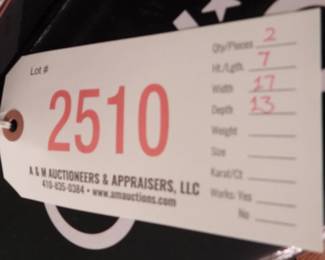 Lot #
2510
A & M AUCTIONEERS & APPRAISERS, LLC
410-835-0384 • www.amauctions.com
Qty/Pieces 2
Ht./Lgth. 7
Width 17
Depth 13
Weight
Size
Karat/Ct
Works: Yes
No